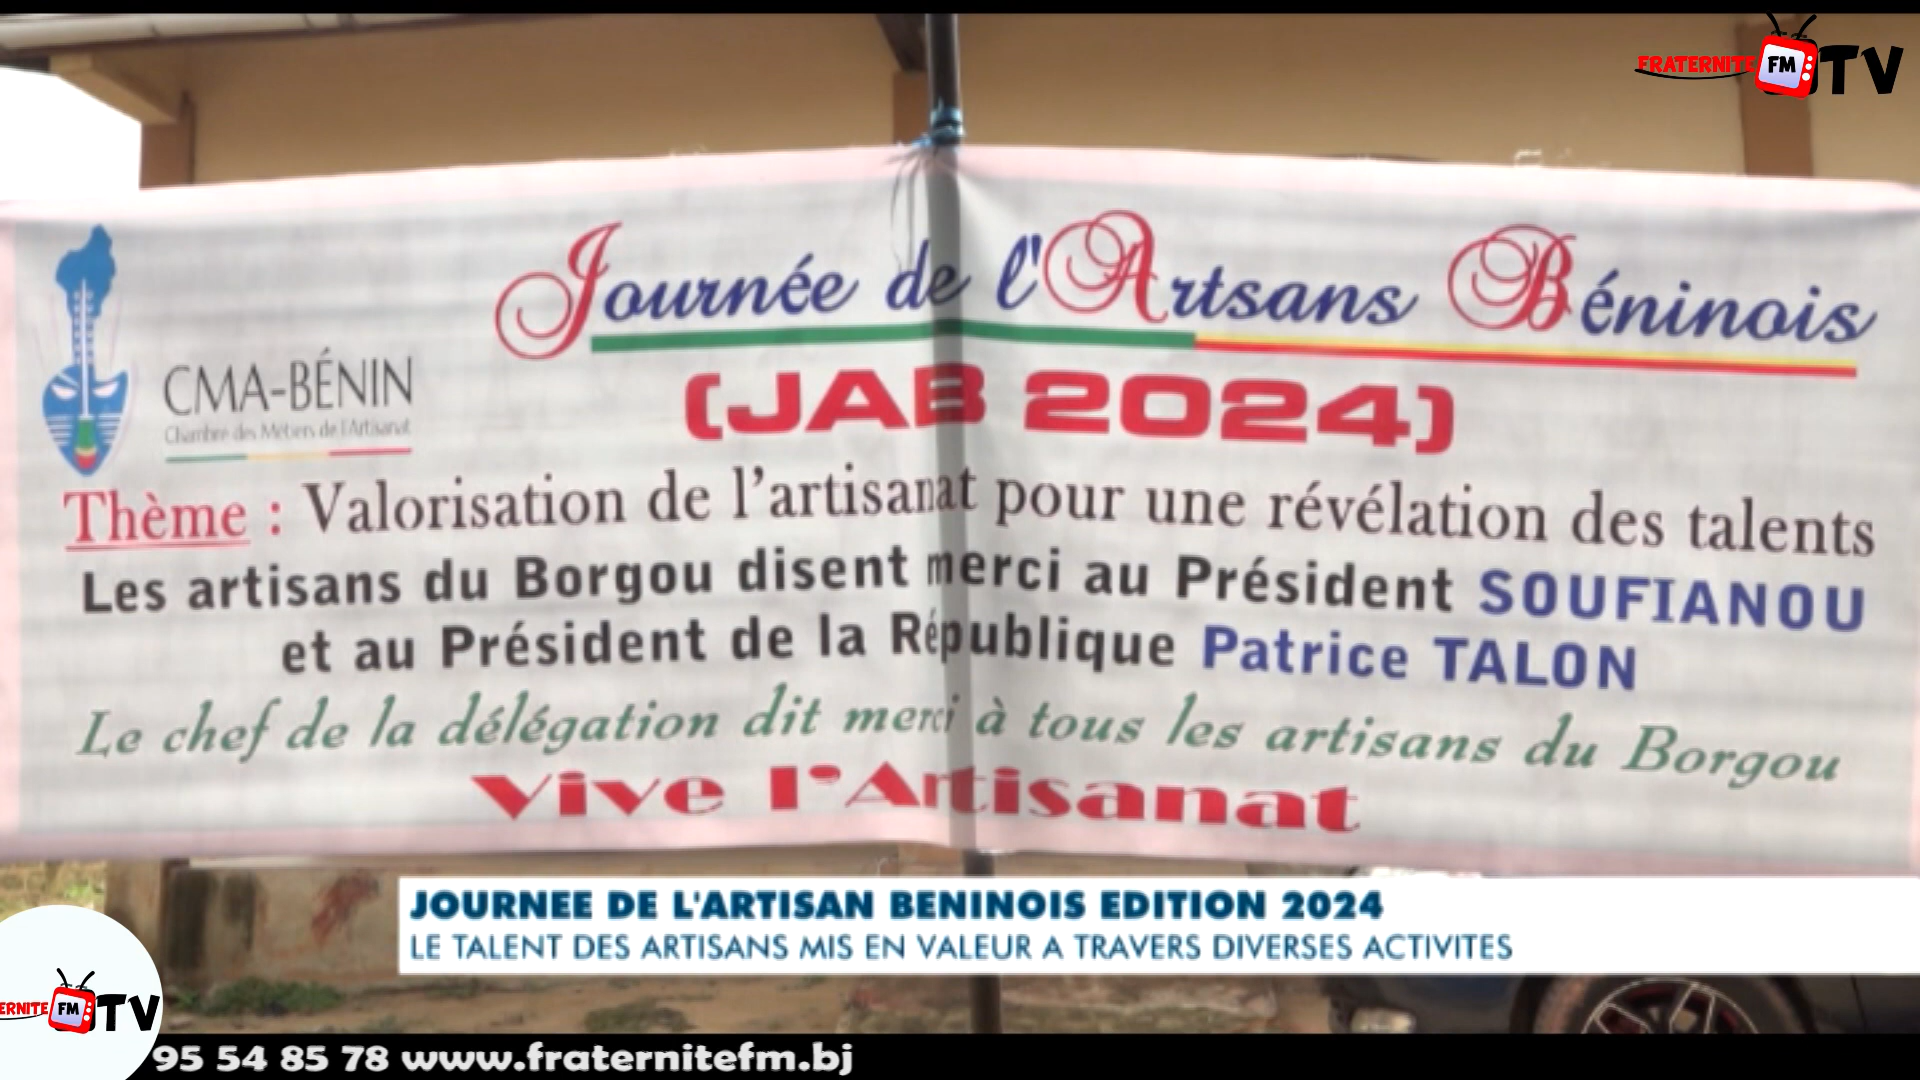 FRATERNITE FM TV
Journée de l'Artsans Béninois
CMA-BÉNIN
Chambre des Métiers de l'Artisanat
(JAB 2024)
Thème : Valorisation de l'artisanat pour une révélation des talents
Les artisans du Borgou disent merci au Président SOUFIANOU
et au Président de la République Patrice TALON
Le chef de la délégation dit merci à tous les artisans du Borgou
Vive l'Artisanat
JOURNEE DE L'ARTISAN BENINOIS EDITION 2024
LE TALENT DES ARTISANS MIS EN VALEUR A TRAVERS DIVERSES ACTIVITES
ERNITE FM TV
95 54 85 78 www.fraternitefm.bj